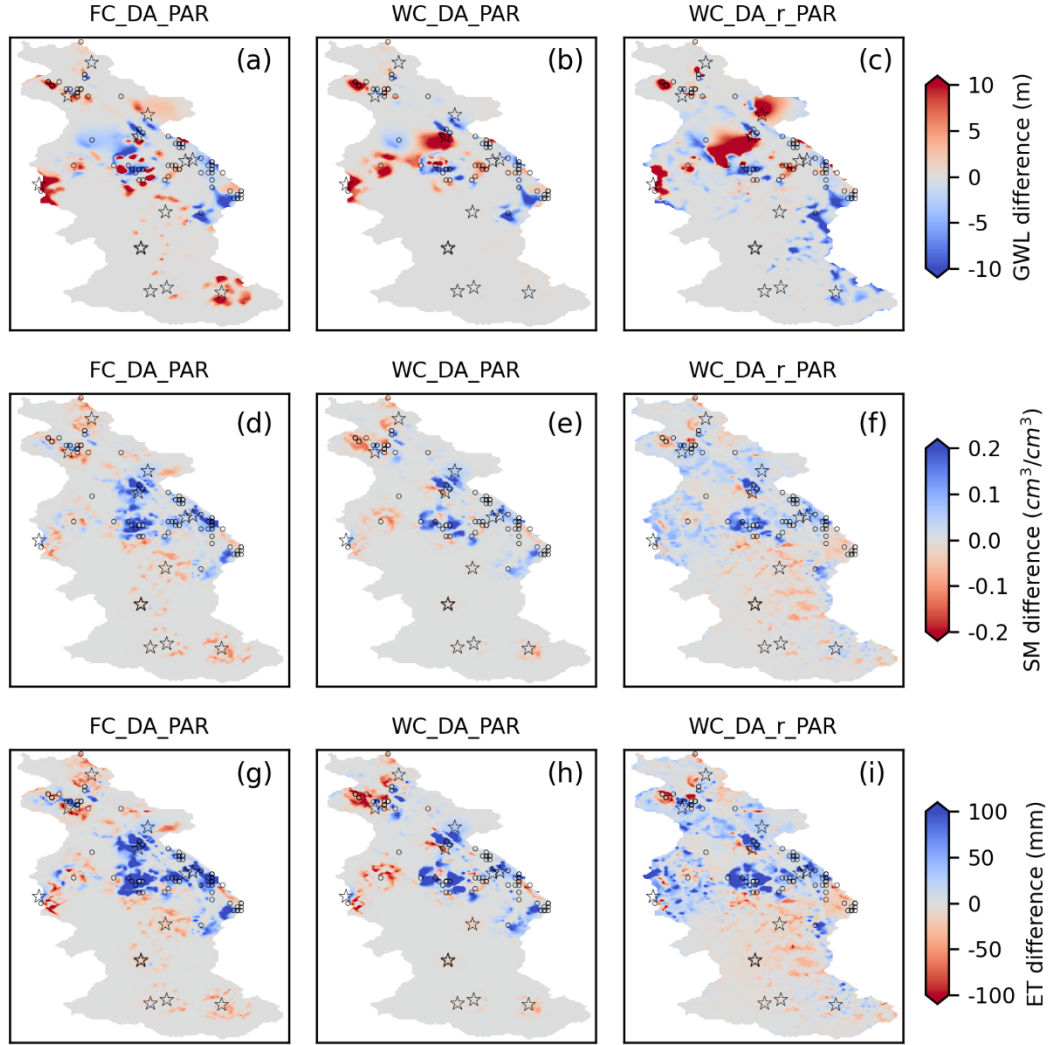 FC_DA_PAR WC_DA_PAR WC_DA_r_PAR
(a) (b) (c)
10
5
0
-5
-10
GWL difference (m)
FC_DA_PAR WC_DA_PAR WC_DA_r_PAR
(d) (e) (f)
0.2
0.1
0.0
-0.1
-0.2
SM difference (cm³/cm³)
FC_DA_PAR WC_DA_PAR WC_DA_r_PAR
(g) (h) (i)
100
50
0
-50
-100
ET difference (mm)